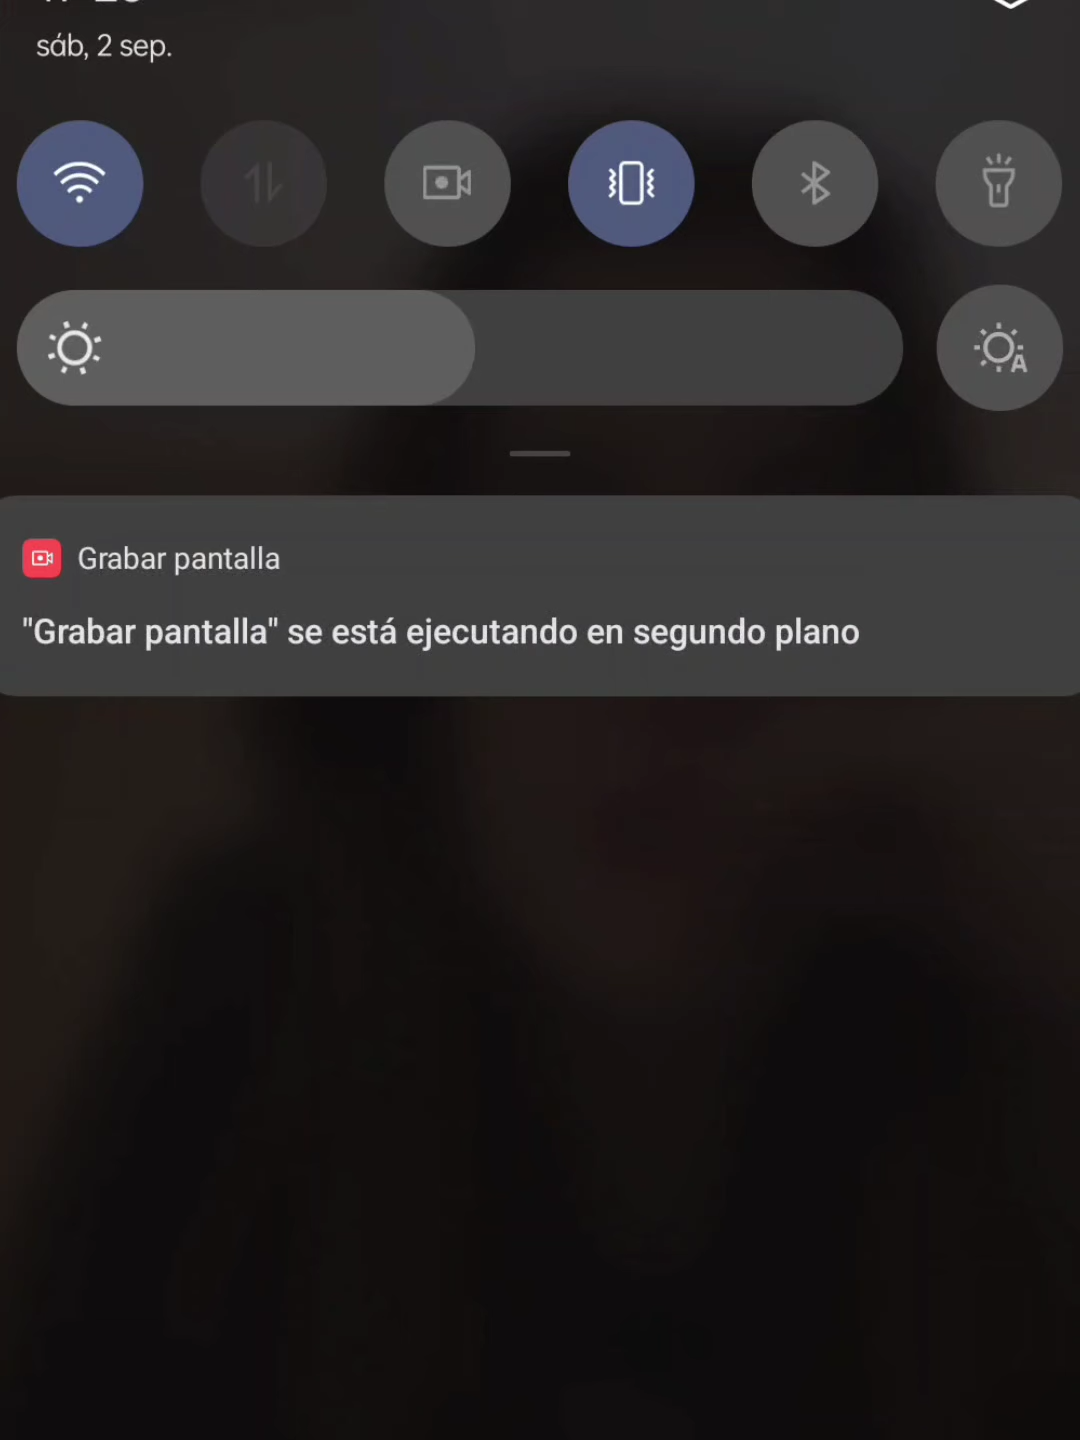 sáb, 2 sep.
A
Grabar pantalla
"Grabar pantalla" se está ejecutando en segundo plano